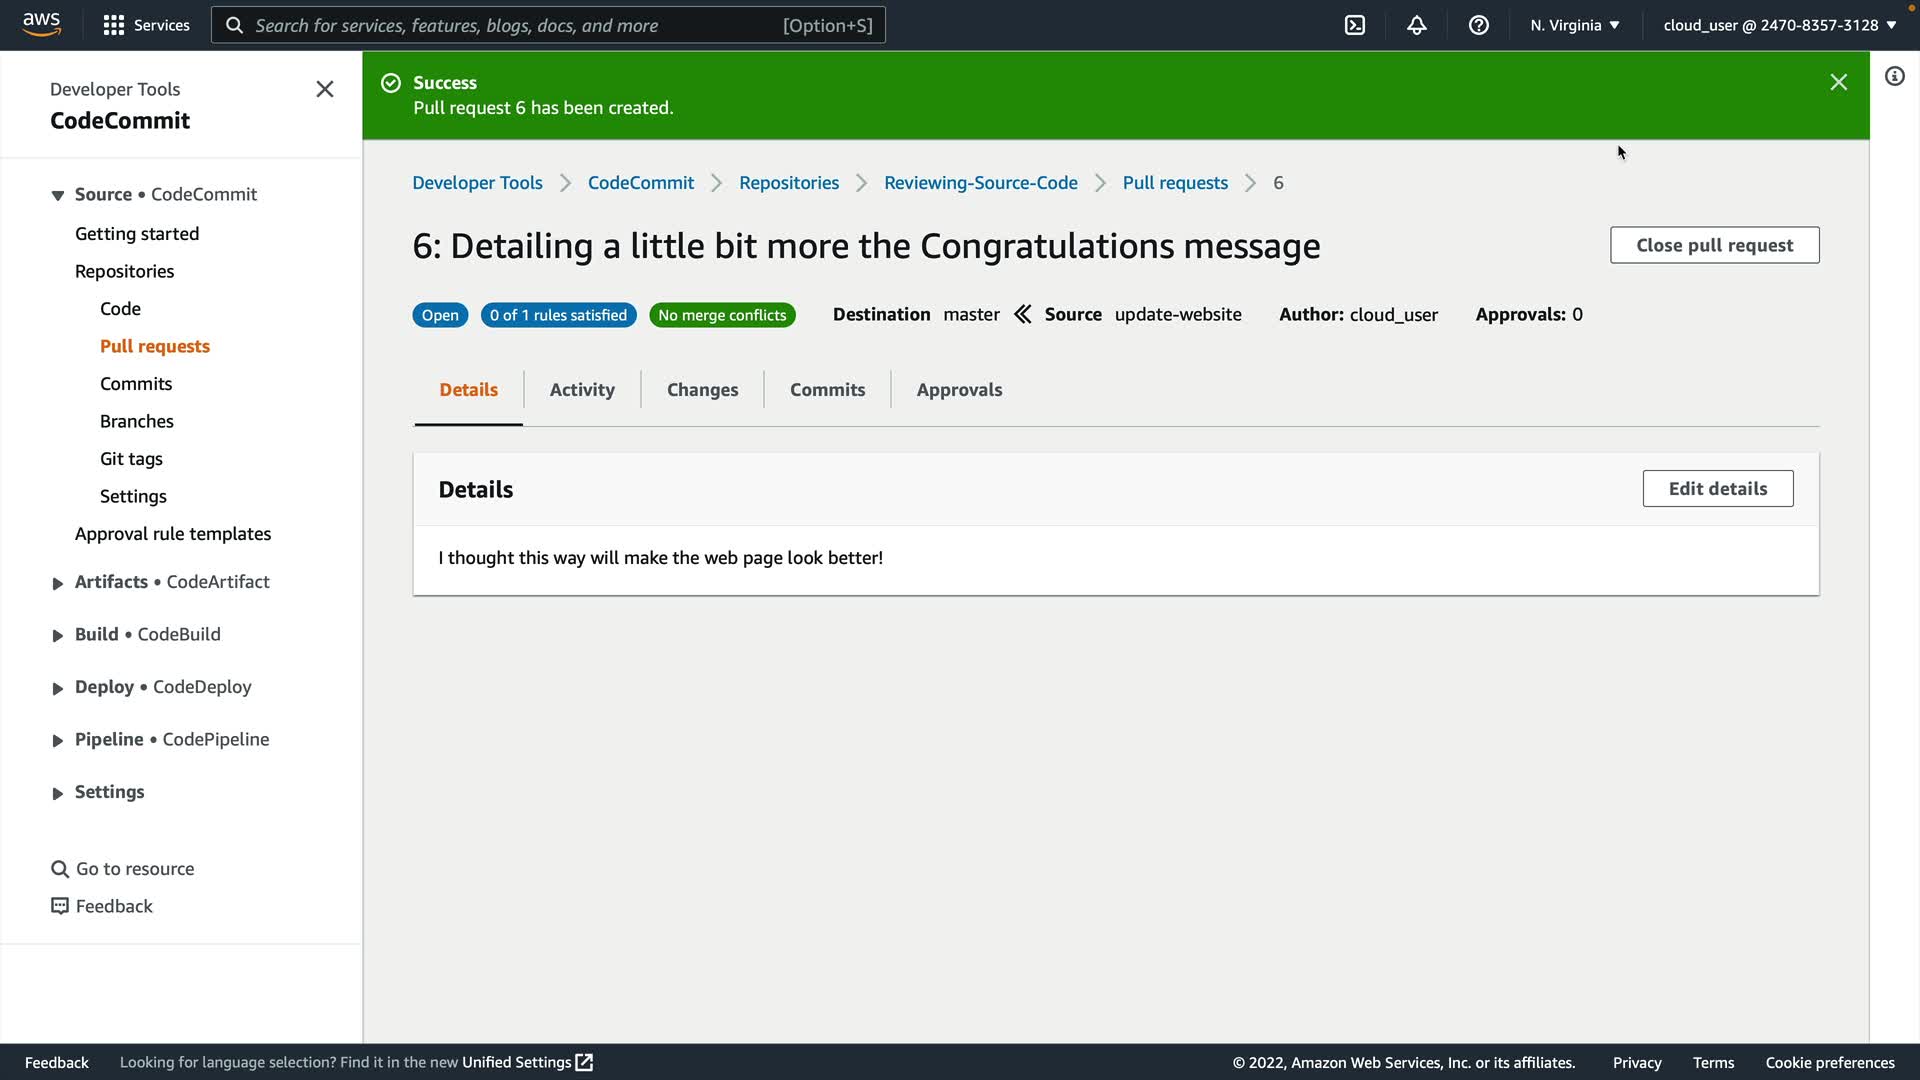 aws
Services
Search for services, features, blogs, docs, and more
[Option+S]
N. Virginia ▼
cloud_user @ 2470-8357-3128 ▼
Developer Tools
CodeCommit
Source • CodeCommit
Getting started
Repositories
Code
Pull requests
Commits
Branches
Git tags
Settings
Approval rule templates
Artifacts • CodeArtifact
Build • CodeBuild
Deploy • CodeDeploy
Pipeline • CodePipeline
Settings
Go to resource
Feedback
Success
Pull request 6 has been created.
Developer Tools > CodeCommit > Repositories > Reviewing-Source-Code > Pull requests > 6
6: Detailing a little bit more the Congratulations message
Close pull request
Open 0 of 1 rules satisfied No merge conflicts Destination master « Source update-website Author: cloud_user Approvals: 0
Details Activity Changes Commits Approvals
Details
Edit details
I thought this way will make the web page look better!
Feedback Looking for language selection? Find it in the new Unified Settings
© 2022, Amazon Web Services, Inc. or its affiliates. Privacy Terms Cookie preferences